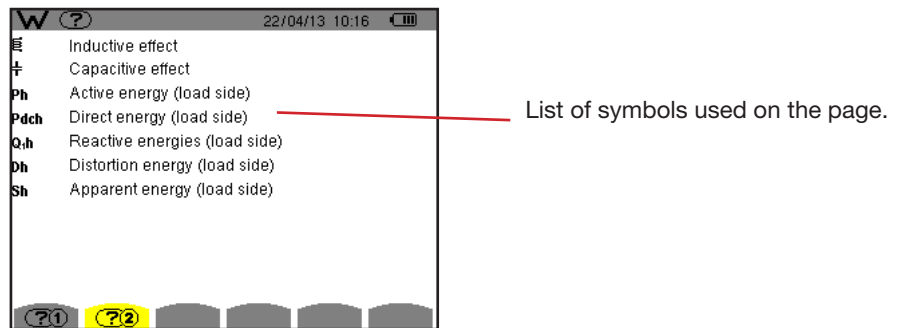 W ? 22/04/13 10:16
Inductive effect
Capacitive effect
Ph Active energy (load side)
Pdch Direct energy (load side)
Q₁h Reactive energies (load side)
Dh Distortion energy (load side)
Sh Apparent energy (load side)
List of symbols used on the page.
?1 ?2